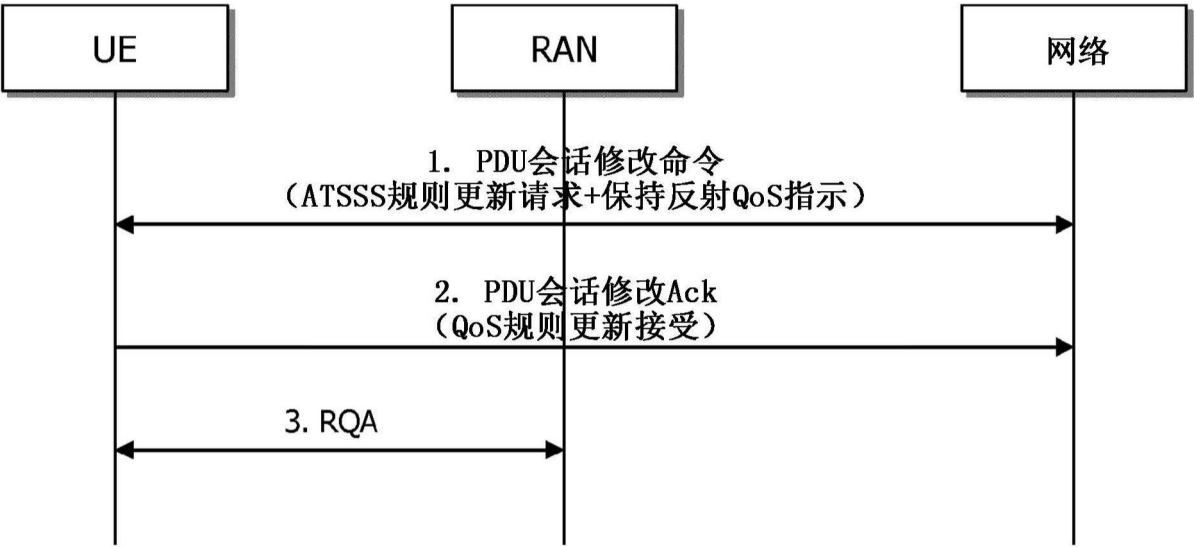 UE
RAN
网络
1. PDU会话修改命令
（ATSSS规则更新请求+保持反射QoS指示）
2. PDU会话修改Ack
（QoS规则更新接受）
3. RQA